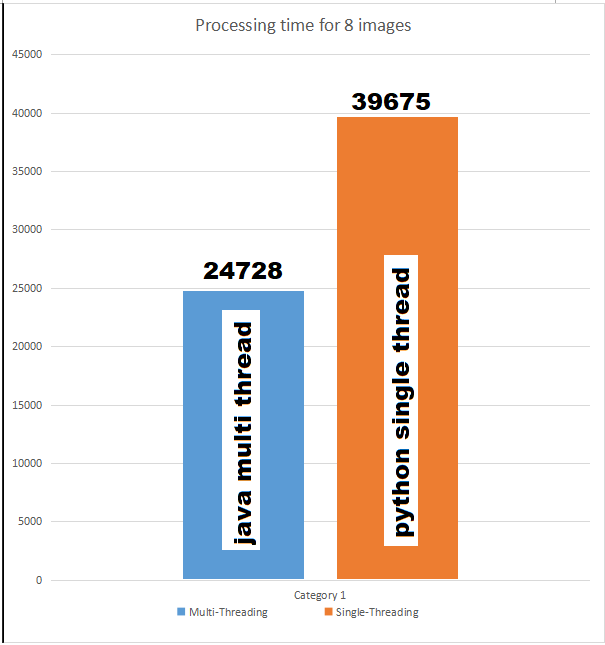 Processing time for 8 images
45000
40000
35000
30000
25000
20000
15000
10000
5000
0
39675
24728
java multi thread
python single thread
Category 1
Multi-Threading
Single-Threading